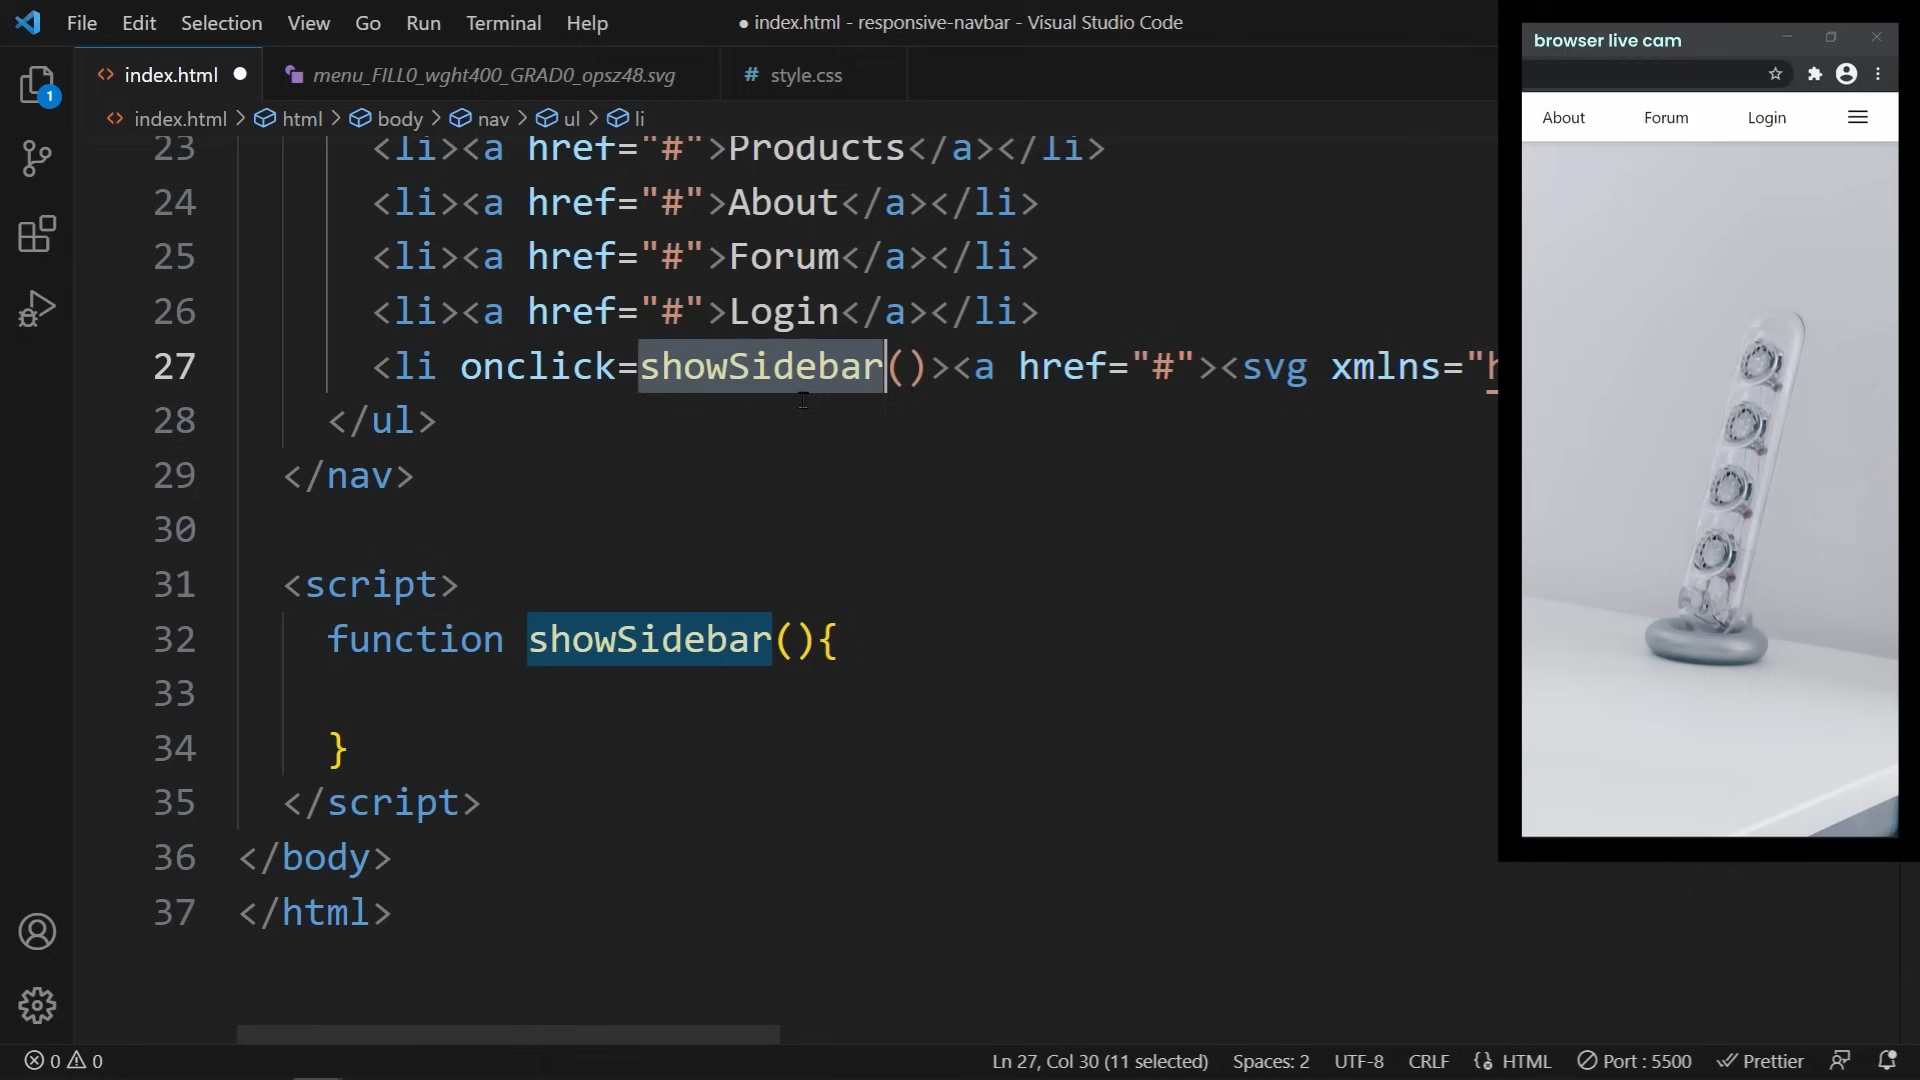 File Edit Selection View Go Run Terminal Help
● index.html - responsive-navbar - Visual Studio Code
index.html ●
menu_FILL0_wght400_GRAD0_opsz48.svg
# style.css
index.html > html > body > nav > ul > li
1
23 <li><a href="#">Products</a></li>
24 <li><a href="#">About</a></li>
25 <li><a href="#">Forum</a></li>
26 <li><a href="#">Login</a></li>
27 <li onclick=showSidebar()><a href="#"><svg xmlns="h
28 </ul>
29 </nav>
30
31 <script>
32 function showSidebar(){
33
34 }
35 </script>
36 </body>
37 </html>
browser live cam
About Forum Login
0 0
Ln 27, Col 30 (11 selected) Spaces: 2 UTF-8 CRLF HTML Port : 5500 Prettier